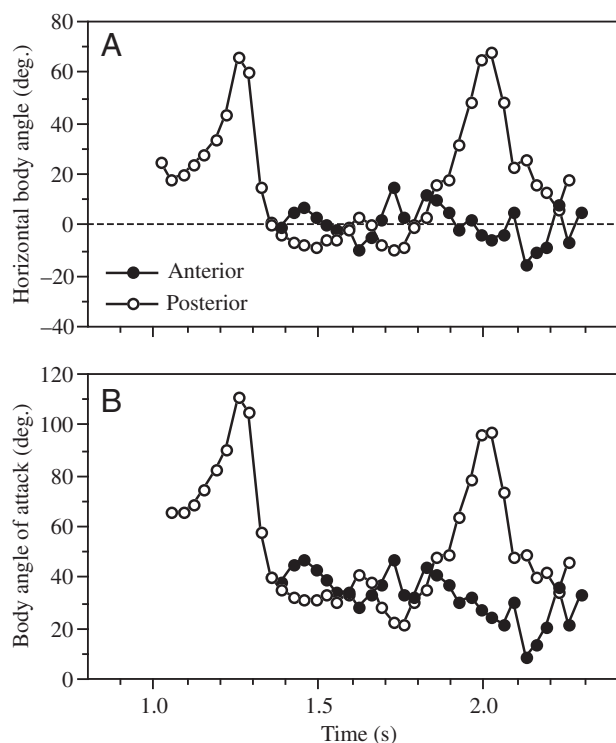 A
Horizontal body angle (deg.)
80
60
40
20
0
–20
–40
Anterior
Posterior
B
Body angle of attack (deg.)
120
100
80
60
40
20
0
1.0 1.5 2.0
Time (s)